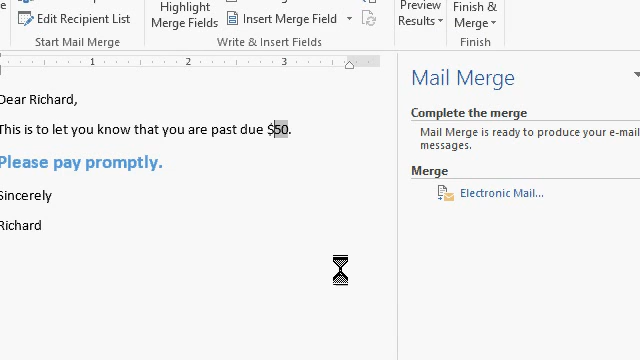 Edit Recipient List
Start Mail Merge
Highlight
Merge Fields
Insert Merge Field
Write & Insert Fields
Preview
Results
Finish &
Merge
Finish
1 2 3
Dear Richard,
This is to let you know that you are past due $50.
Please pay promptly.
Sincerely
Richard
Mail Merge
Complete the merge
Mail Merge is ready to produce your e-mail
messages.
Merge
Electronic Mail...